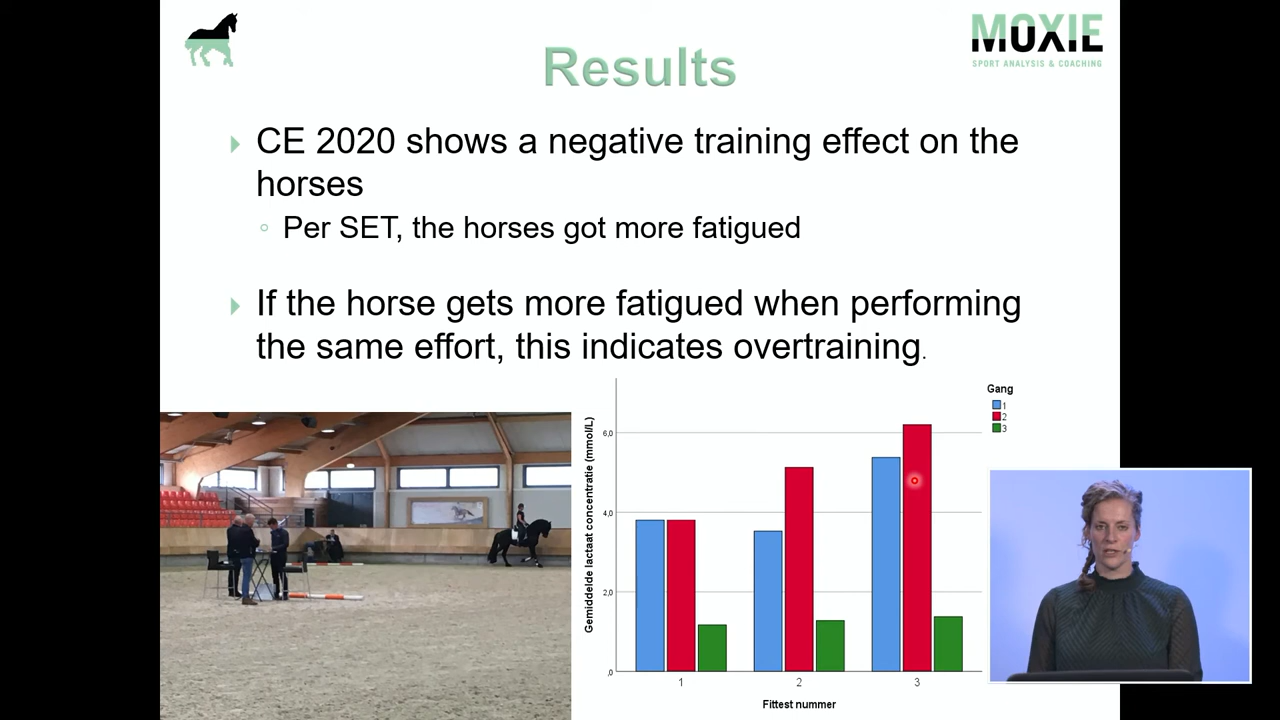 MOXIE
SPORT ANALYSIS & COACHING
Results
CE 2020 shows a negative training effect on the
horses
Per SET, the horses got more fatigued
If the horse gets more fatigued when performing
the same effort, this indicates overtraining.
Gemiddelde lactaat concentratie (mmol/L)
6,0
4,0
2,0
,0
1
2
3
Fittest nummer
Gang
1
2
3